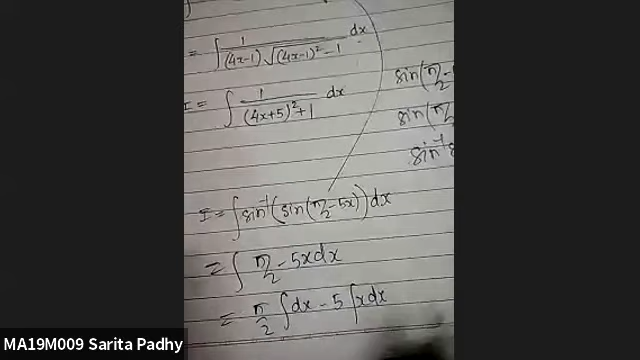 = ∫ 1/((4x-1) √((4x-1)² - 1)) dx
I = ∫ 1/((4x+5)² + 1) dx
sin(π/2 -
sin(π/2
sin⁻¹
I = ∫ sin⁻¹(sin(π/2 - 5x)) dx
= ∫ π/2 - 5x dx
= π/2 ∫ dx - 5 ∫ x dx
MA19M009 Sarita Padhy